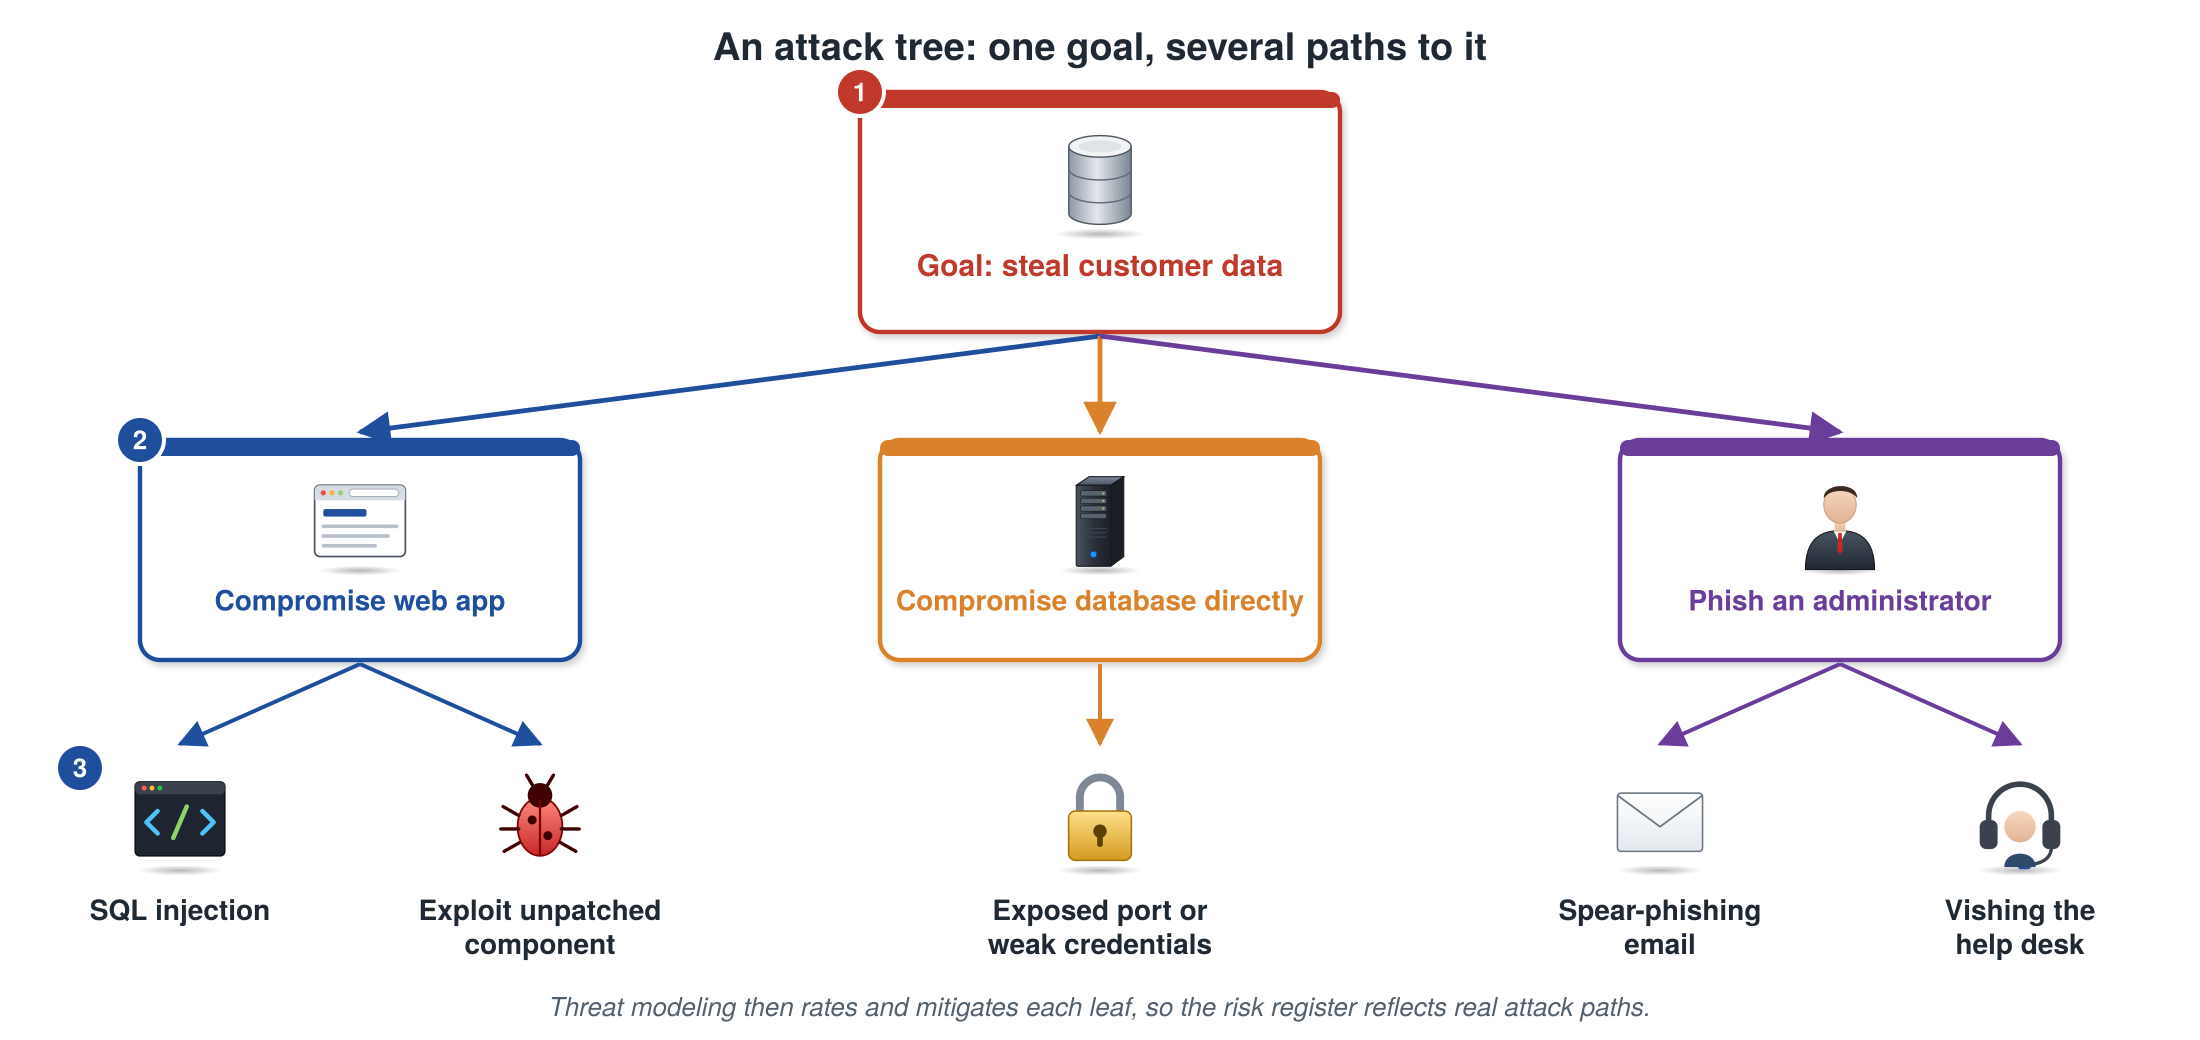 An attack tree: one goal, several paths to it
1
Goal: steal customer data
2
Compromise web app
Compromise database directly
Phish an administrator
3
SQL injection
Exploit unpatched
component
Exposed port or
weak credentials
Spear-phishing
email
Vishing the
help desk
Threat modeling then rates and mitigates each leaf, so the risk register reflects real attack paths.